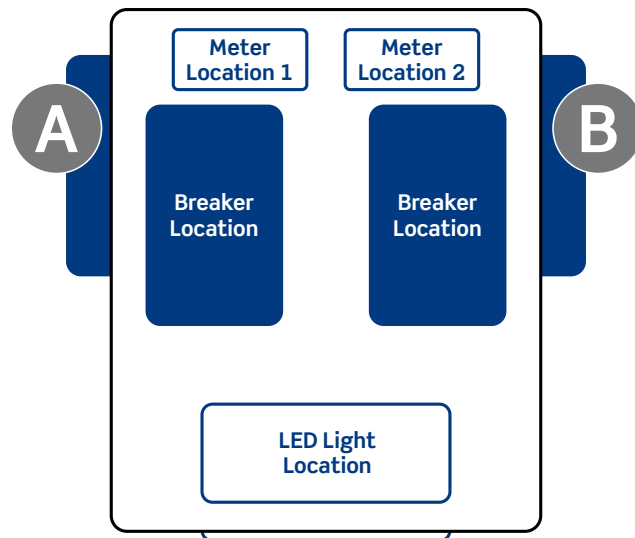 Meter
Location 1
Meter
Location 2
A
B
Breaker
Location
Breaker
Location
LED Light
Location